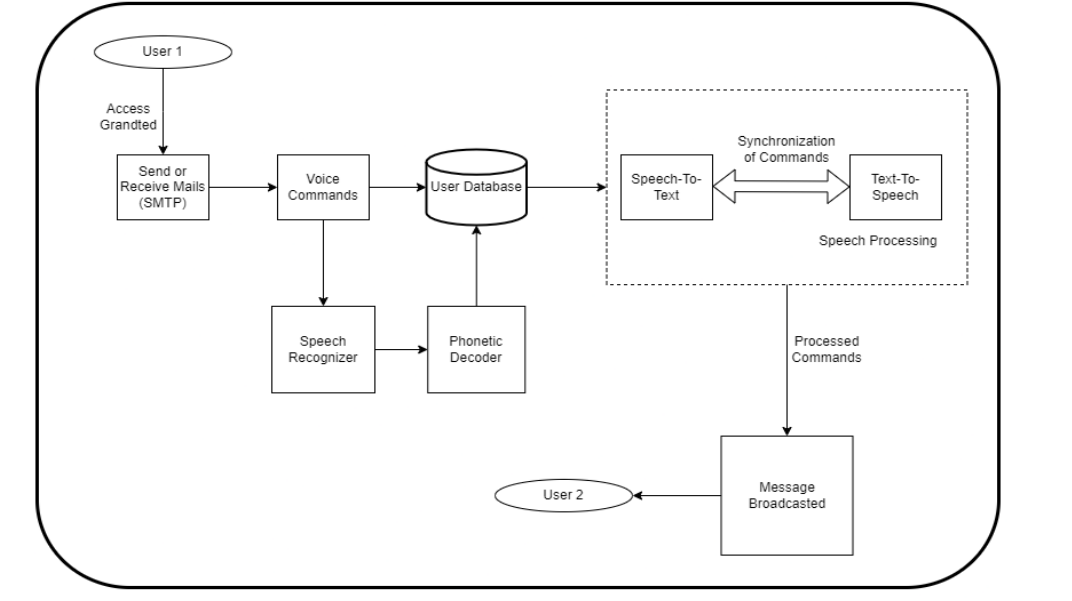 User 1
Access
Grandted
Send or
Receive Mails
(SMTP)
Voice
Commands
User Database
Synchronization
of Commands
Speech-To-
Text
Text-To-
Speech
Speech Processing
Speech
Recognizer
Phonetic
Decoder
Processed
Commands
Message
Broadcasted
User 2